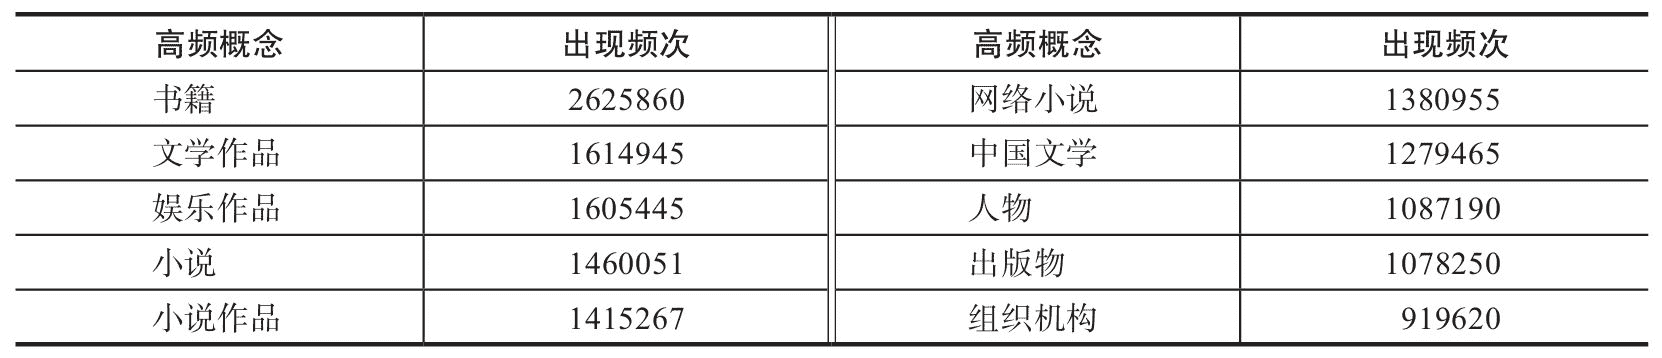 高频概念 出现频次 高频概念 出现频次
书籍 2625860 网络小说 1380955
文学作品 1614945 中国文学 1279465
娱乐作品 1605445 人物 1087190
小说 1460051 出版物 1078250
小说作品 1415267 组织机构 919620